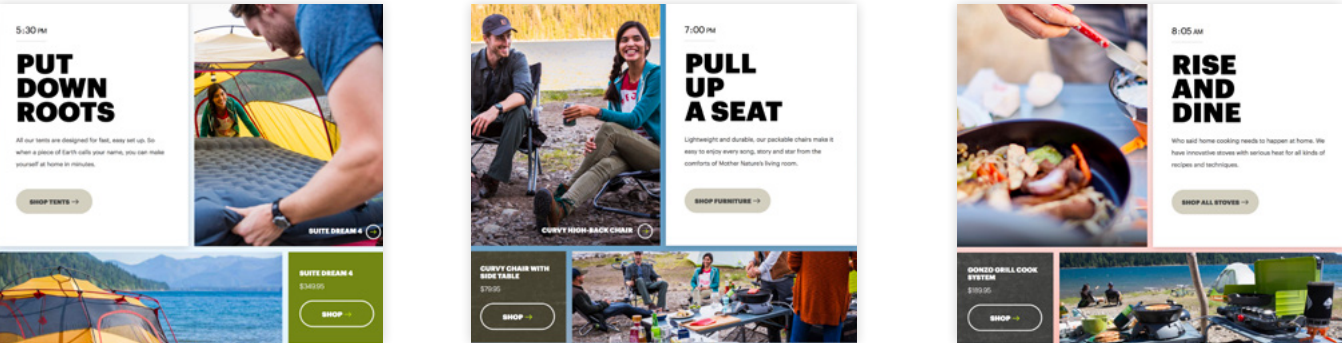 5:30 PM
PUT
DOWN
ROOTS
All our tents are designed for fast, easy set up. So
when a piece of Earth calls your name, you can make
yourself at home in minutes.
SHOP TENTS →
SUITE DREAM 4
SUITE DREAM 4
$349.95
SHOP →
7:00 PM
PULL
UP
A SEAT
Lightweight and durable, our packable chairs make it
easy to enjoy every song, story and star from the
comforts of Mother Nature's living room.
SHOP FURNITURE →
CURVY HIGH-BACK CHAIR
CURVY CHAIR WITH
SIDE TABLE
$79.95
SHOP →
8:05 AM
RISE
AND
DINE
Who said home cooking needs to happen at home. We
have innovative stoves with serious heat for all kinds of
recipes and techniques.
SHOP ALL STOVES →
GONZO GRILL COOK
SYSTEM
$189.95
SHOP →